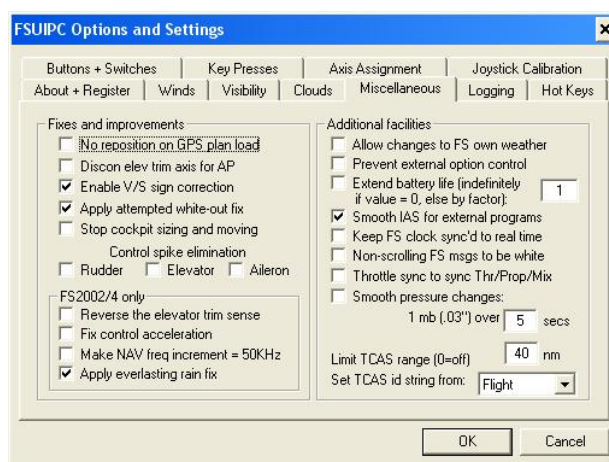 FSUIPC Options and Settings
Buttons + Switches Key Presses Axis Assignment Joystick Calibration
About + Register Winds Visibility Clouds Miscellaneous Logging Hot Keys
Fixes and improvements
No reposition on GPS plan load
Discon elev trim axis for AP
Enable V/S sign correction
Apply attempted white-out fix
Stop cockpit sizing and moving
Control spike elimination
Rudder Elevator Aileron
FS2002/4 only
Reverse the elevator trim sense
Fix control acceleration
Make NAV freq increment = 50KHz
Apply everlasting rain fix
Additional facilities
Allow changes to FS own weather
Prevent external option control
Extend battery life (indefinitely
if value = 0, else by factor): 1
Smooth IAS for external programs
Keep FS clock sync'd to real time
Non-scrolling FS msgs to be white
Throttle sync to sync Thr/Prop/Mix
Smooth pressure changes:
1 mb (.03") over 5 secs
Limit TCAS range (0=off) 40 nm
Set TCAS id string from: Flight
OK Cancel